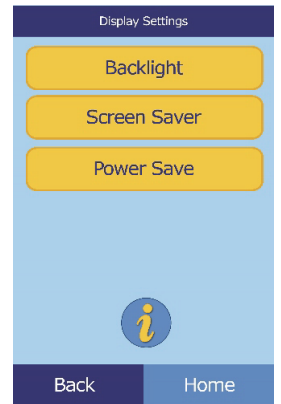 Display Settings
Backlight
Screen Saver
Power Save
i
Back Home